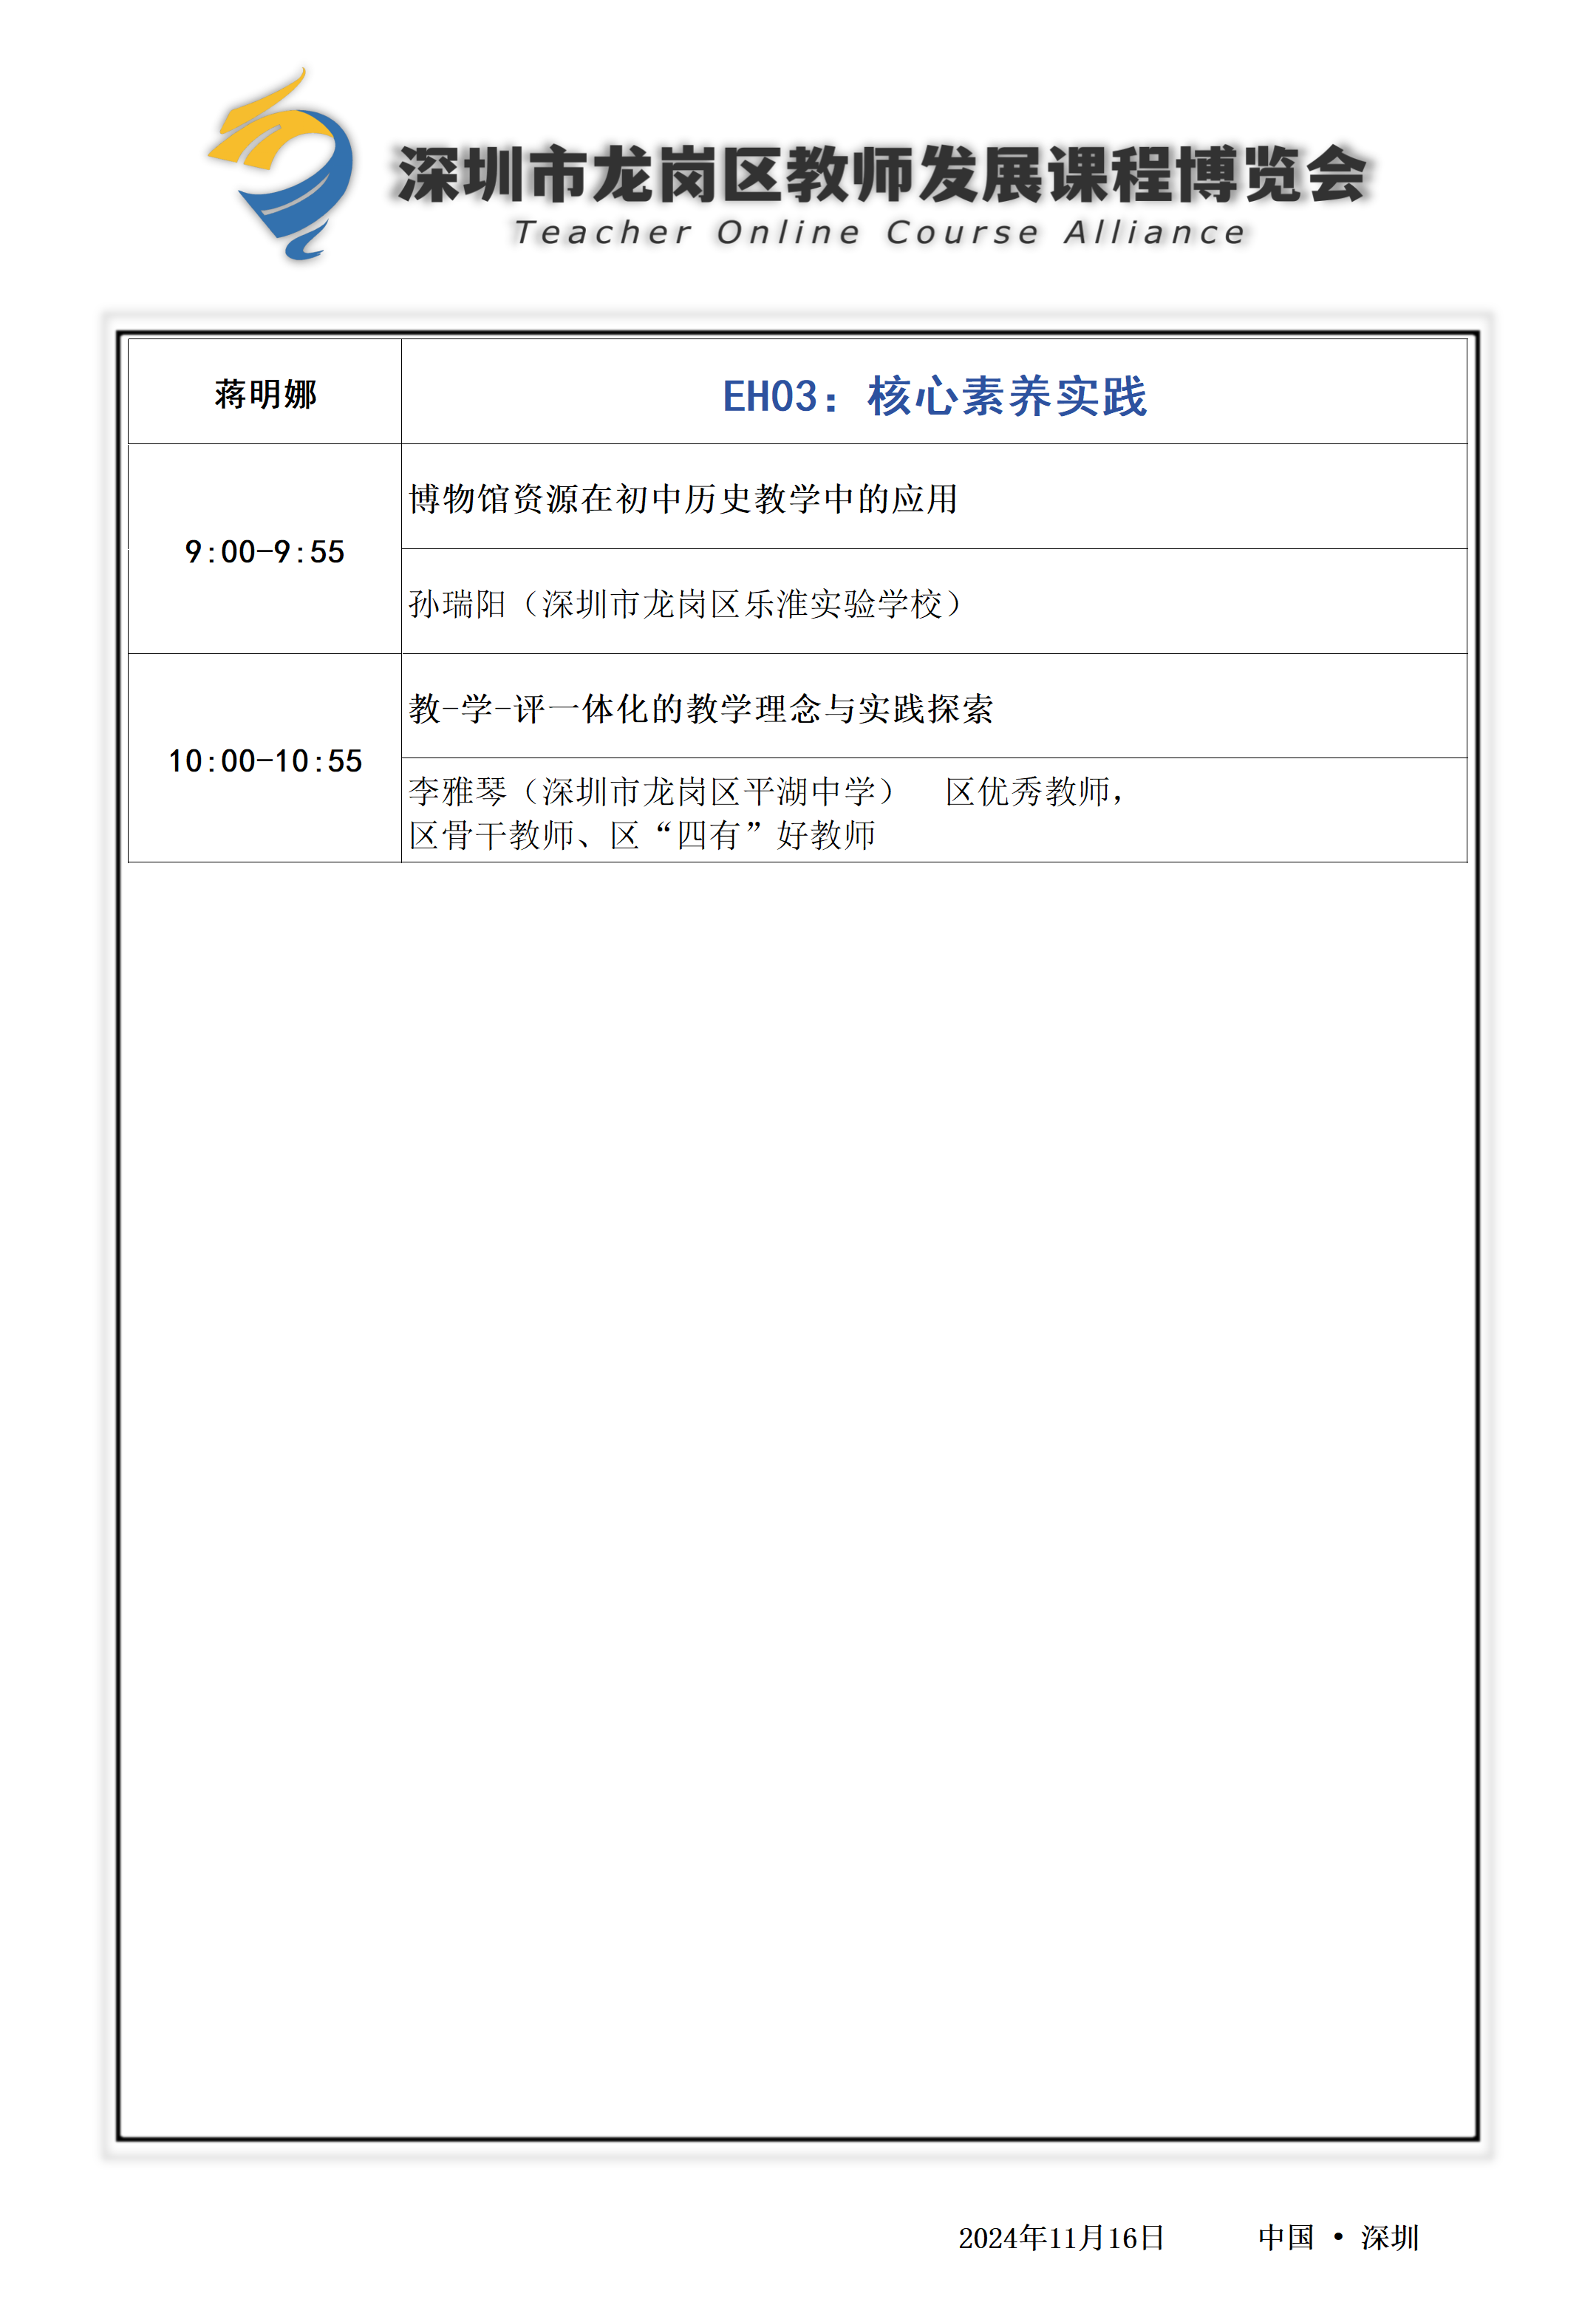 深圳市龙岗区教师发展课程博览会
Teacher Online Course Alliance
蒋明娜
EH03：核心素养实践
9:00-9:55
博物馆资源在初中历史教学中的应用
孙瑞阳（深圳市龙岗区乐淮实验学校）
10:00-10:55
教-学-评一体化的教学理念与实践探索
李雅琴（深圳市龙岗区平湖中学） 区优秀教师，
区骨干教师、区“四有”好教师
2024年11月16日 中国 • 深圳